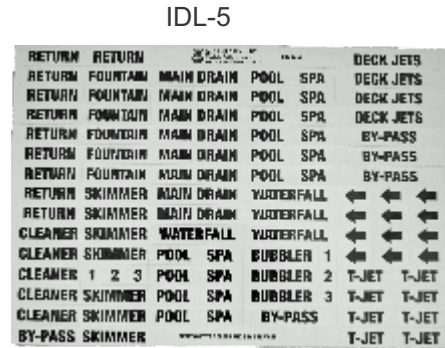 IDL-5
RETURN RETURN DECK JETS
RETURN FOUNTAIN MAIN DRAIN POOL SPA DECK JETS
RETURN FOUNTAIN MAIN DRAIN POOL SPA DECK JETS
RETURN FOUNTAIN MAIN DRAIN POOL SPA DECK JETS
RETURN FOUNTAIN MAIN DRAIN POOL SPA BY-PASS
RETURN FOUNTAIN MAIN DRAIN POOL SPA BY-PASS
RETURN FOUNTAIN MAIN DRAIN POOL SPA BY-PASS
RETURN SKIMMER MAIN DRAIN WATERFALL
RETURN SKIMMER MAIN DRAIN WATERFALL
CLEANER SKIMMER WATERFALL WATERFALL
CLEANER SKIMMER POOL SPA BUBBLER 1
CLEANER 1 2 3 POOL SPA BUBBLER 2 T-JET T-JET
CLEANER SKIMMER POOL SPA BUBBLER 3 T-JET T-JET
CLEANER SKIMMER POOL SPA BY-PASS T-JET T-JET
BY-PASS SKIMMER T-JET T-JET